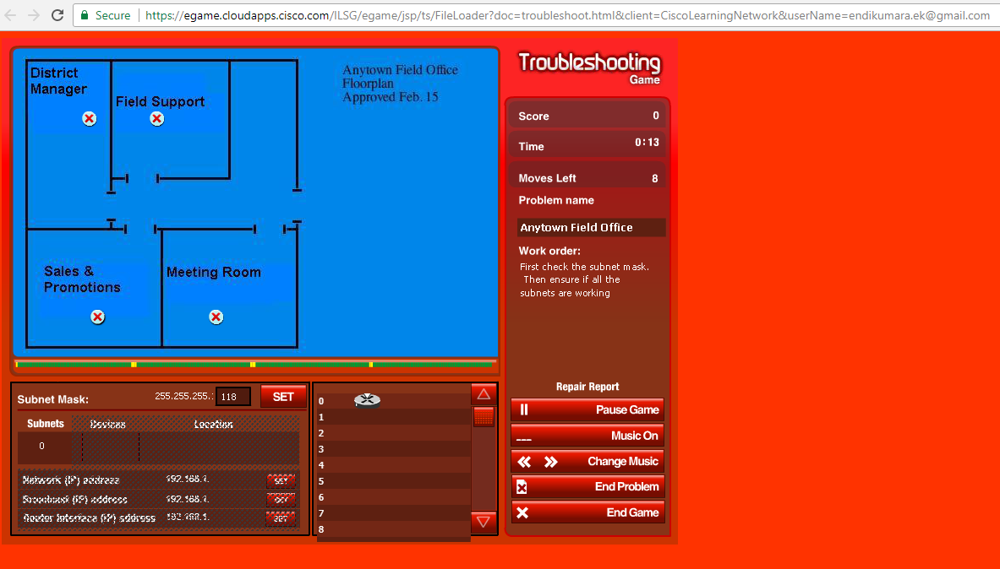 Secure
https://egame.cloudapps.cisco.com/ILSG/egame/jsp/ts/FileLoader?doc=troubleshoot.html&client=CiscoLearningNetwork&userName=endikumara.ek@gmail.com
District
Manager
Field Support
Anytown Field Office
Floorplan
Approved Feb. 15
Sales &
Promotions
Meeting Room
Troubleshooting
Game
Score 0
Time 0:13
Moves Left 8
Problem name
Anytown Field Office
Work order:
First check the subnet mask.
Then ensure if all the
subnets are working
Repair Report
Pause Game
Music On
Change Music
End Problem
End Game
Subnet Mask: 255.255.255.: 118 SET
Subnets Devices Location
0
Network (IP) address 192.168.1. SET
Broadcast (IP) address 192.168.1. SET
Router Interface (IP) address 192.168.1. SET
0
1
2
3
4
5
6
7
8